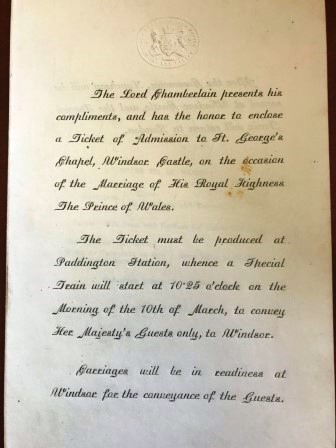 The Lord Chamberlain presents his
compliments, and has the honor to enclose
a Ticket of Admission to St. George's
Chapel, Windsor Castle, on the occasion
of the Marriage of His Royal Highness
The Prince of Wales.
The Ticket must be produced at
Paddington Station, whence a Special
Train will start at 10·25 o'clock on the
Morning of the 10th of March, to convey
Her Majesty's Guests only, to Windsor.
Carriages will be in readiness at
Windsor for the conveyance of the Guests.